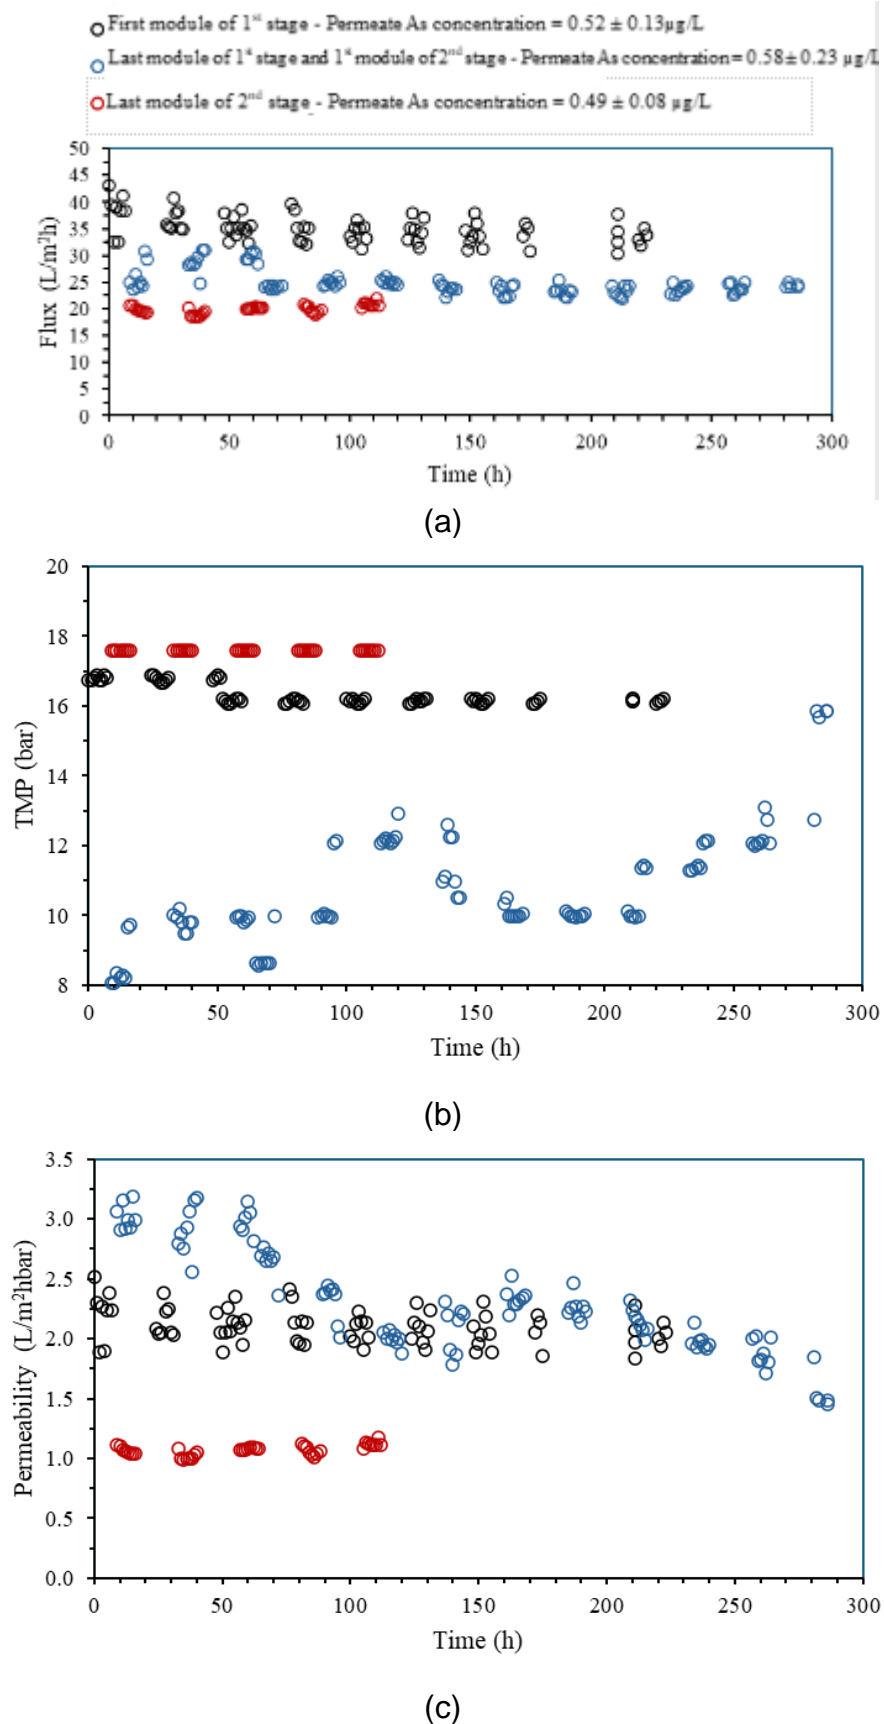 First module of 1st stage - Permeate As concentration = 0.52 ± 0.13µg/L
Last module of 1st stage and 1st module of 2nd stage - Permeate As concentration = 0.58± 0.23 µg/L
Last module of 2nd stage - Permeate As concentration = 0.49 ± 0.08 µg/L
50
45
40
35
30
25
20
15
10
5
0
Flux (L/m²h)
0 50 100 150 200 250 300
Time (h)
(a)
20
18
16
14
12
10
8
TMP (bar)
0 50 100 150 200 250 300
Time (h)
(b)
3.5
3.0
2.5
2.0
1.5
1.0
0.5
0.0
Permeability (L/m²hbar)
0 50 100 150 200 250 300
Time (h)
(c)